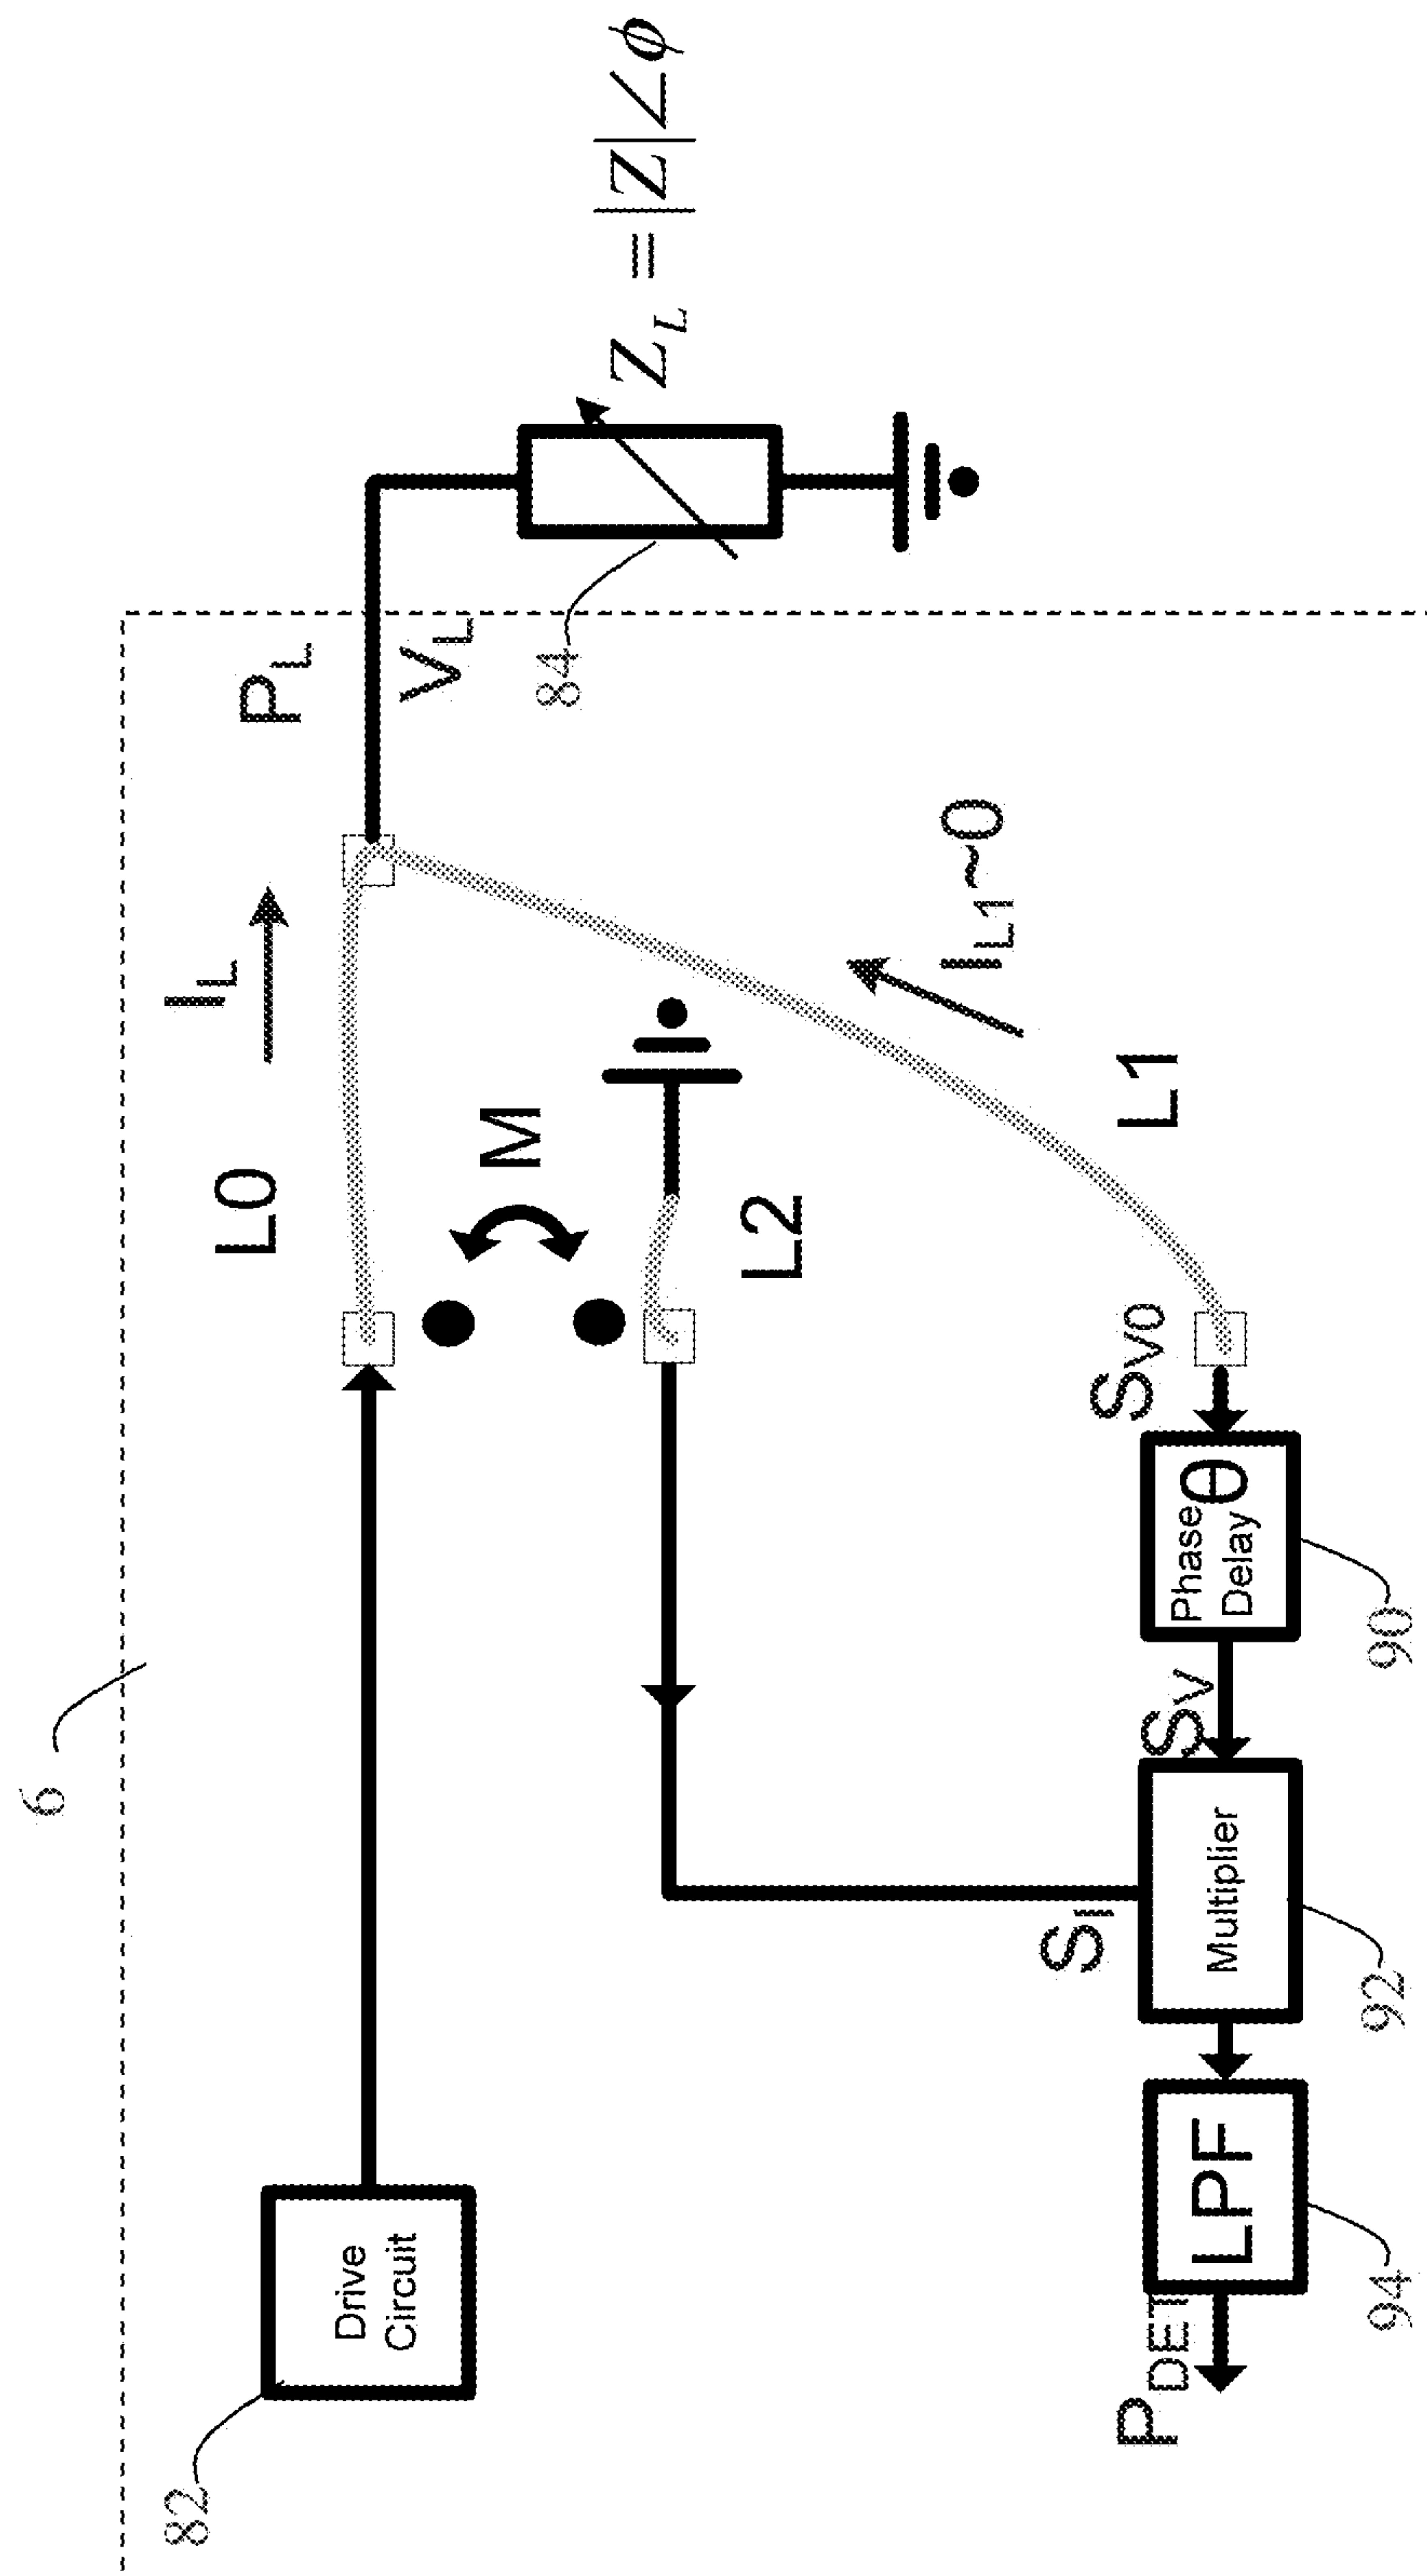 6
82
Drive
Circuit
L0
I_L
P_L
V_L
M
L2
84
Z_L = |Z|∠ϕ
I_L1~0
L1
S_V0
Phase
Delay
θ
90
S_V
S_I
Multiplier
92
LPF
94
P_DET